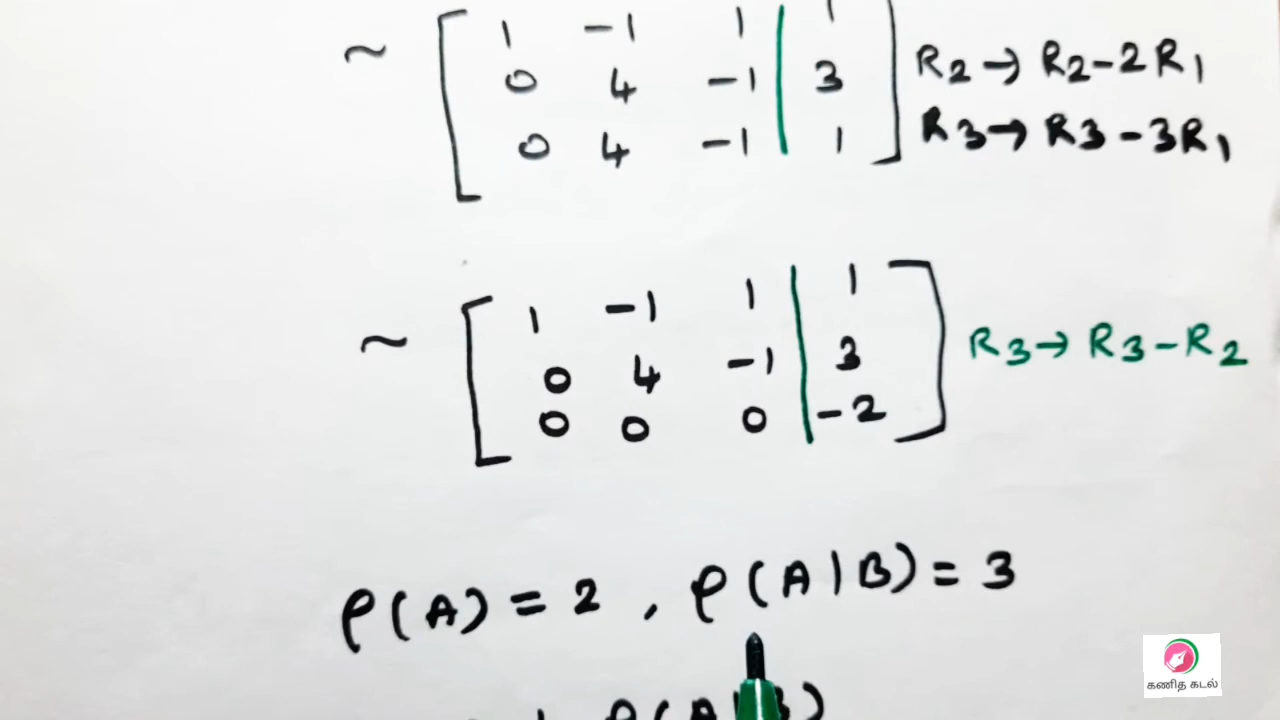 ~ [ 1 -1 1 | 1
0 4 -1 | 3 ] R2 → R2 - 2R1
0 4 -1 | 1 R3 → R3 - 3R1
~ [ 1 -1 1 | 1
0 4 -1 | 3 ] R3 → R3 - R2
0 0 0 | -2
ρ(A) = 2 , ρ(A|B) = 3
ρ(A|B)
கணித கடல்